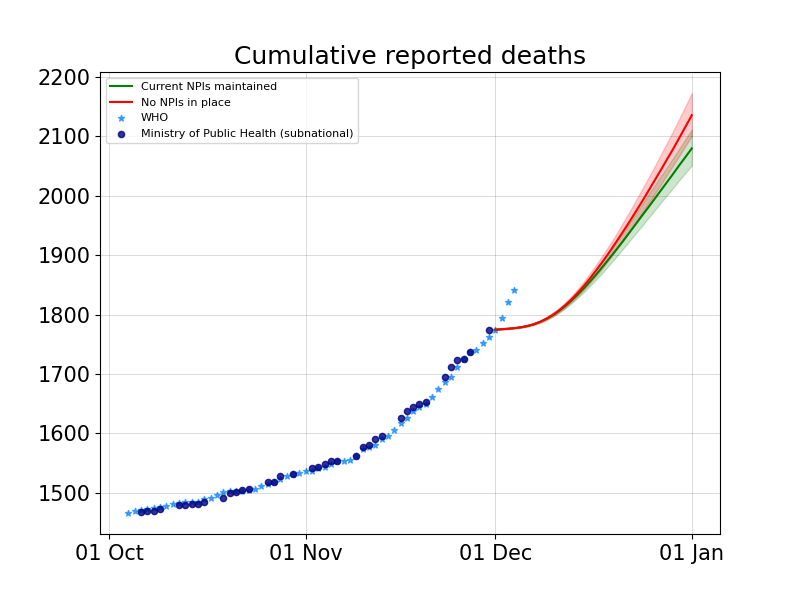 Cumulative reported deaths
2200
2100
2000
1900
1800
1700
1600
1500
Current NPIs maintained
No NPIs in place
WHO
Ministry of Public Health (subnational)
01 Oct
01 Nov
01 Dec
01 Jan